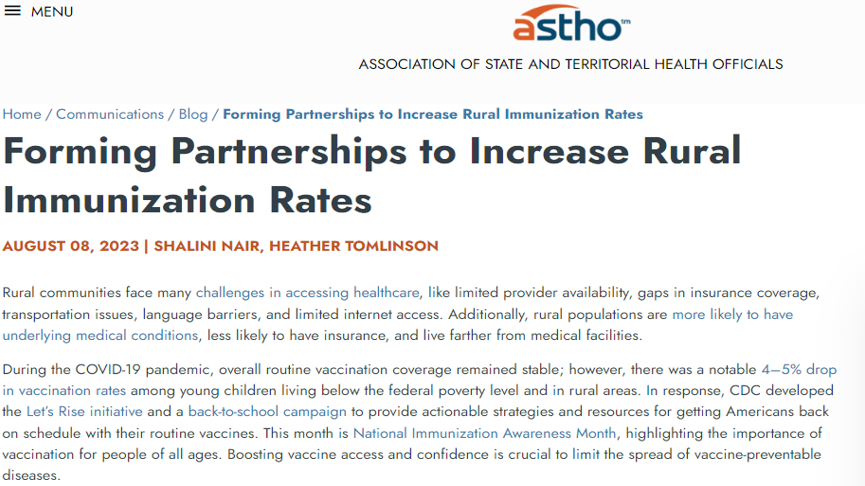 MENU
astho™
ASSOCIATION OF STATE AND TERRITORIAL HEALTH OFFICIALS
Home / Communications / Blog / Forming Partnerships to Increase Rural Immunization Rates
Forming Partnerships to Increase Rural
Immunization Rates
AUGUST 08, 2023 | SHALINI NAIR, HEATHER TOMLINSON
Rural communities face many challenges in accessing healthcare, like limited provider availability, gaps in insurance coverage,
transportation issues, language barriers, and limited internet access. Additionally, rural populations are more likely to have
underlying medical conditions, less likely to have insurance, and live farther from medical facilities.
During the COVID-19 pandemic, overall routine vaccination coverage remained stable; however, there was a notable 4–5% drop
in vaccination rates among young children living below the federal poverty level and in rural areas. In response, CDC developed
the Let's Rise initiative and a back-to-school campaign to provide actionable strategies and resources for getting Americans back
on schedule with their routine vaccines. This month is National Immunization Awareness Month, highlighting the importance of
vaccination for people of all ages. Boosting vaccine access and confidence is crucial to limit the spread of vaccine-preventable
diseases.